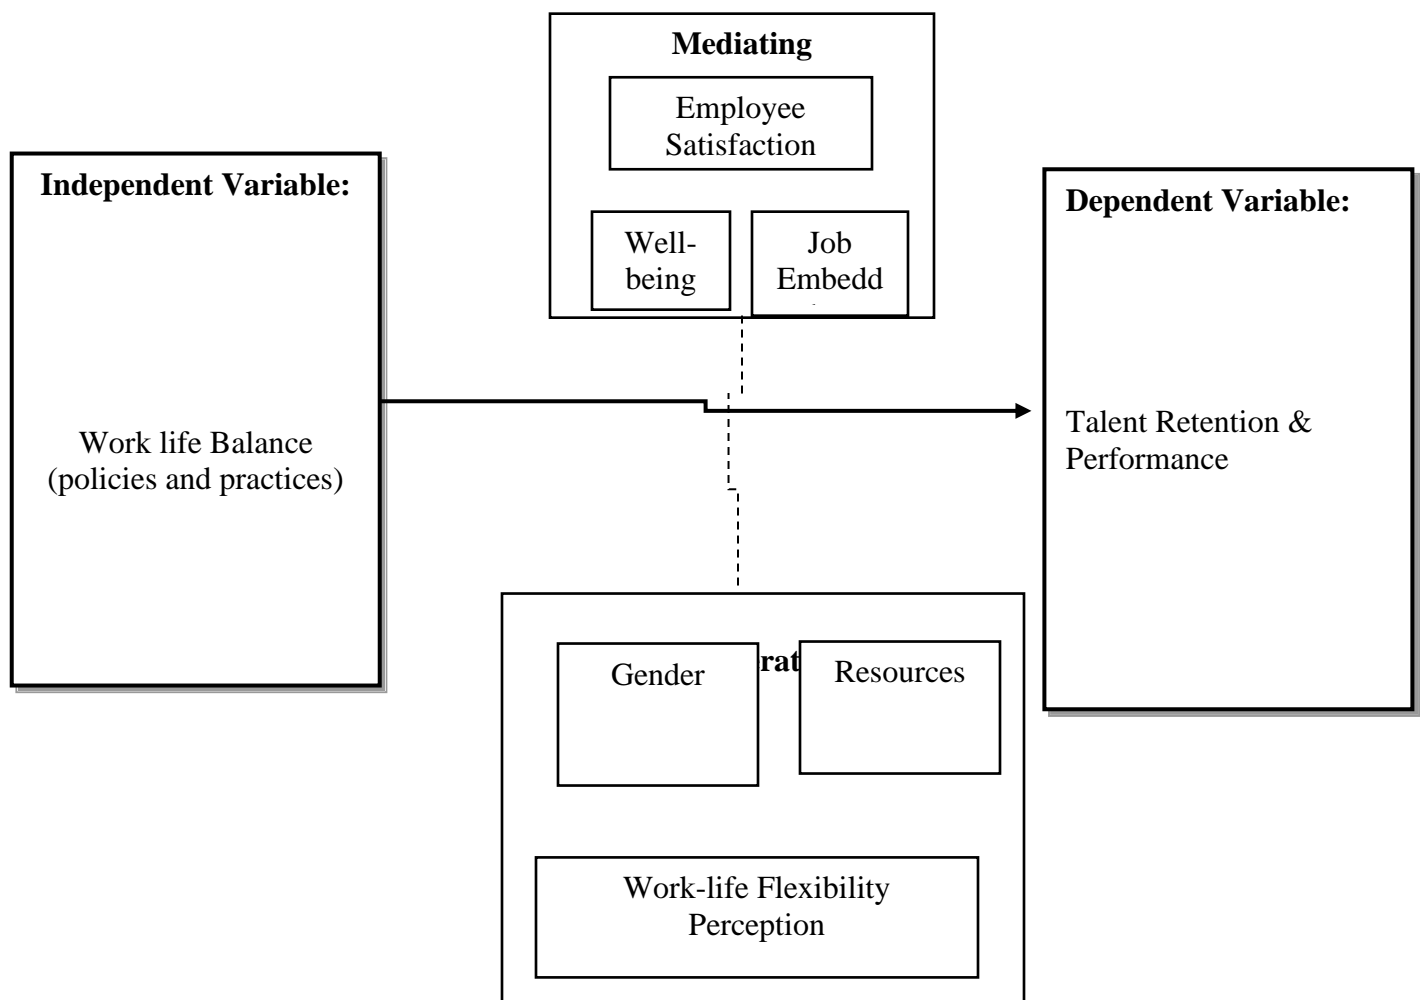 Mediating
Employee
Satisfaction
Well-
being
Job
Embedd
Independent Variable:
Work life Balance
(policies and practices)
Dependent Variable:
Talent Retention &
Performance
rat
Gender
Resources
Work-life Flexibility
Perception